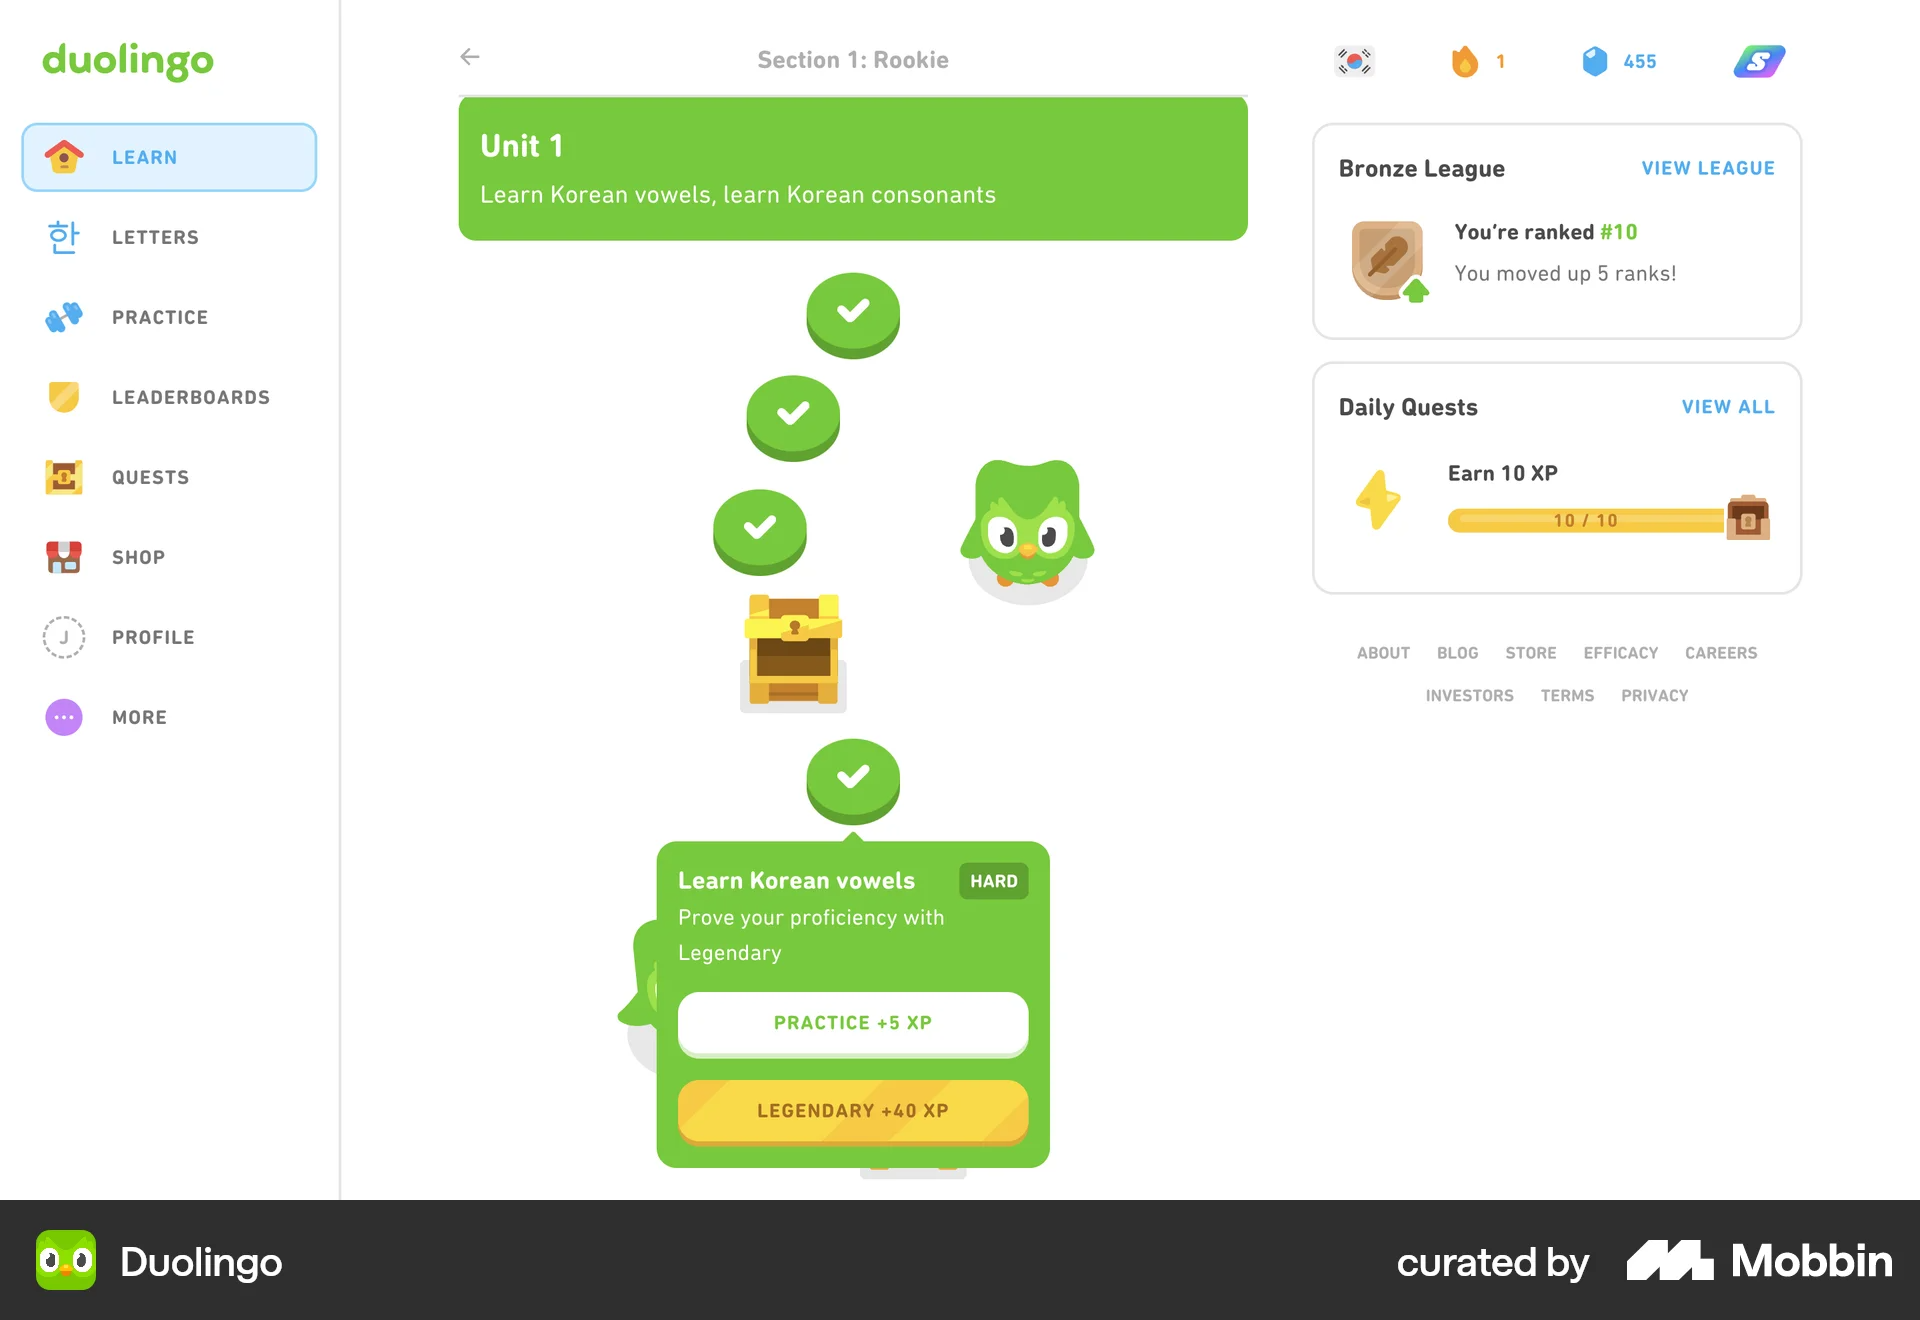 duolingo
LEARN
한
LETTERS
PRACTICE
LEADERBOARDS
QUESTS
SHOP
J
PROFILE
MORE
Section 1: Rookie
Unit 1
Learn Korean vowels, learn Korean consonants
Learn Korean vowels
HARD
Prove your proficiency with
Legendary
PRACTICE +5 XP
LEGENDARY +40 XP
1
455
S
Bronze League
VIEW LEAGUE
You're ranked #10
You moved up 5 ranks!
Daily Quests
VIEW ALL
Earn 10 XP
10 / 10
ABOUT BLOG STORE EFFICACY CAREERS
INVESTORS TERMS PRIVACY
Duolingo
curated by Mobbin